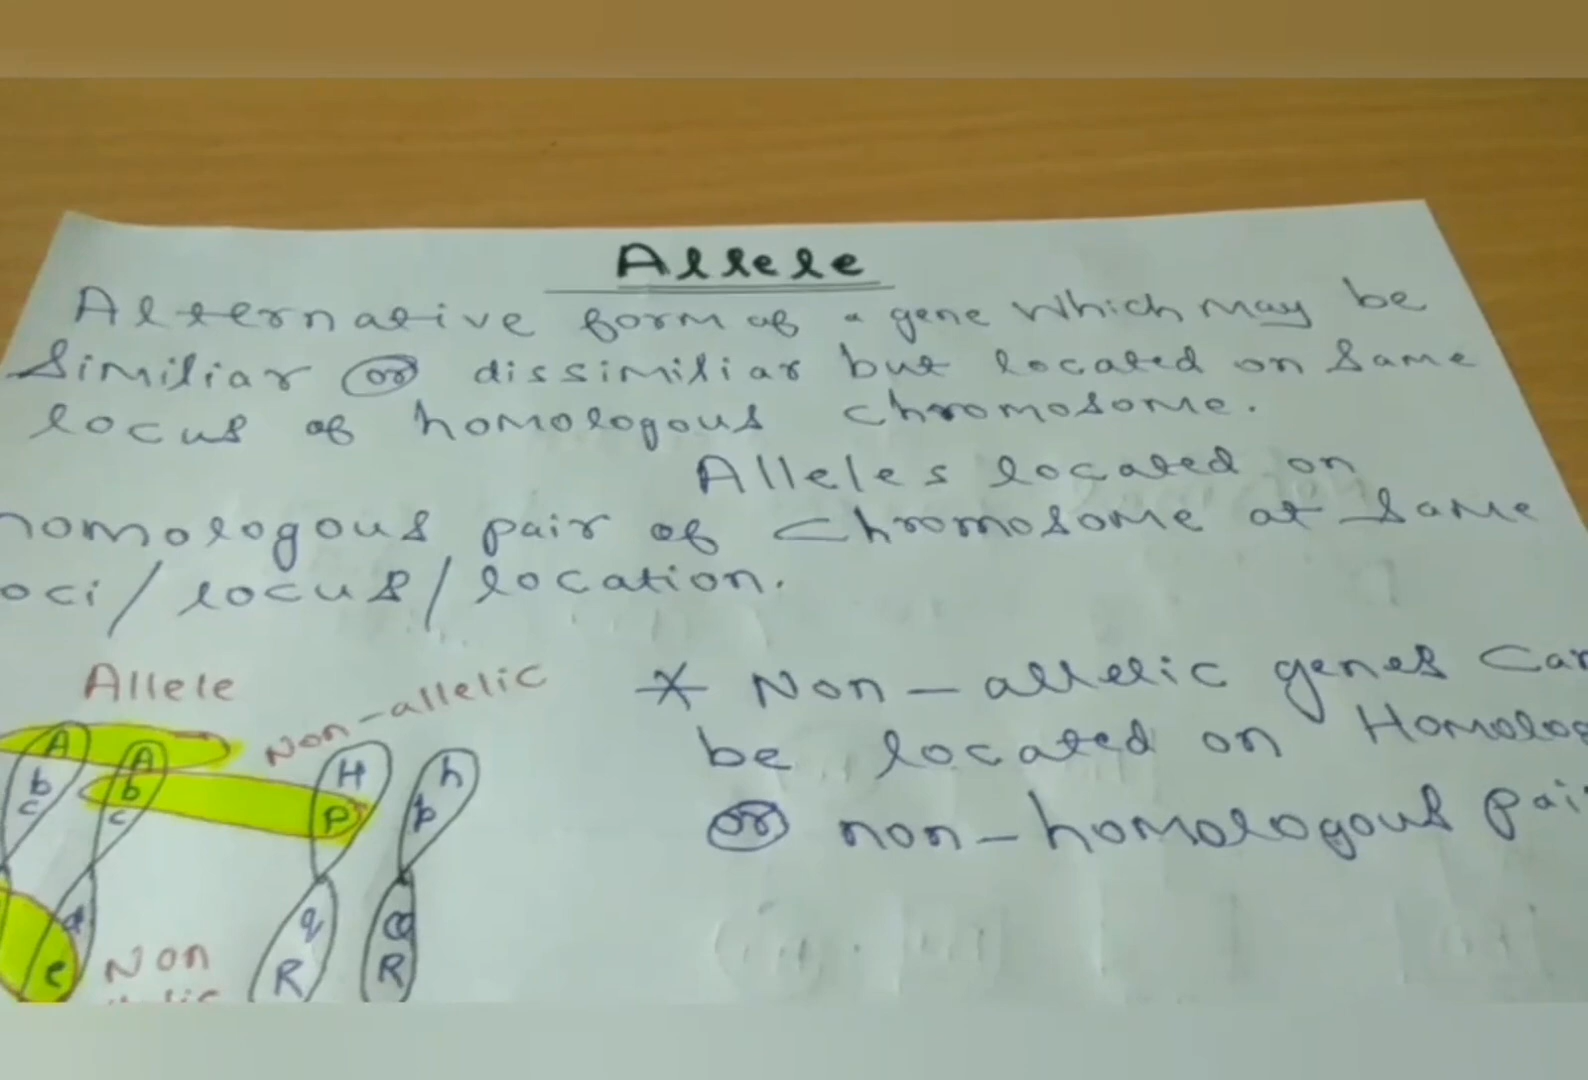 Allele
Alternative form of a gene which may be
Similiar or dissimiliar but located on Same
locus of homologous chromosome.
Alleles located on
homologous pair of chromosome at Same
oci/locus/location.
Allele
Non-allelic
* Non-allelic genes Can
be located on Homolog
or non-homologous pai
A A H h
b b P p
c c
d q Q
e R R
Non